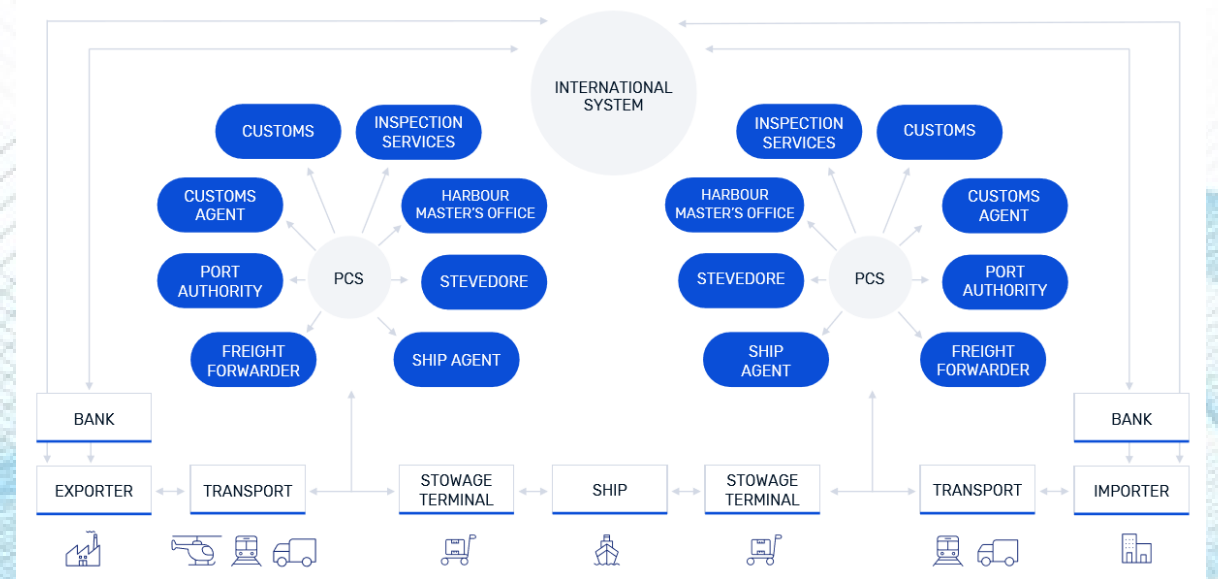 INTERNATIONAL
SYSTEM
CUSTOMS
INSPECTION
SERVICES
CUSTOMS
AGENT
HARBOUR
MASTER'S OFFICE
PORT
AUTHORITY
PCS
STEVEDORE
FREIGHT
FORWARDER
SHIP AGENT
INSPECTION
SERVICES
CUSTOMS
HARBOUR
MASTER'S OFFICE
CUSTOMS
AGENT
STEVEDORE
PCS
PORT
AUTHORITY
SHIP
AGENT
FREIGHT
FORWARDER
BANK
BANK
EXPORTER
TRANSPORT
STOWAGE
TERMINAL
SHIP
STOWAGE
TERMINAL
TRANSPORT
IMPORTER